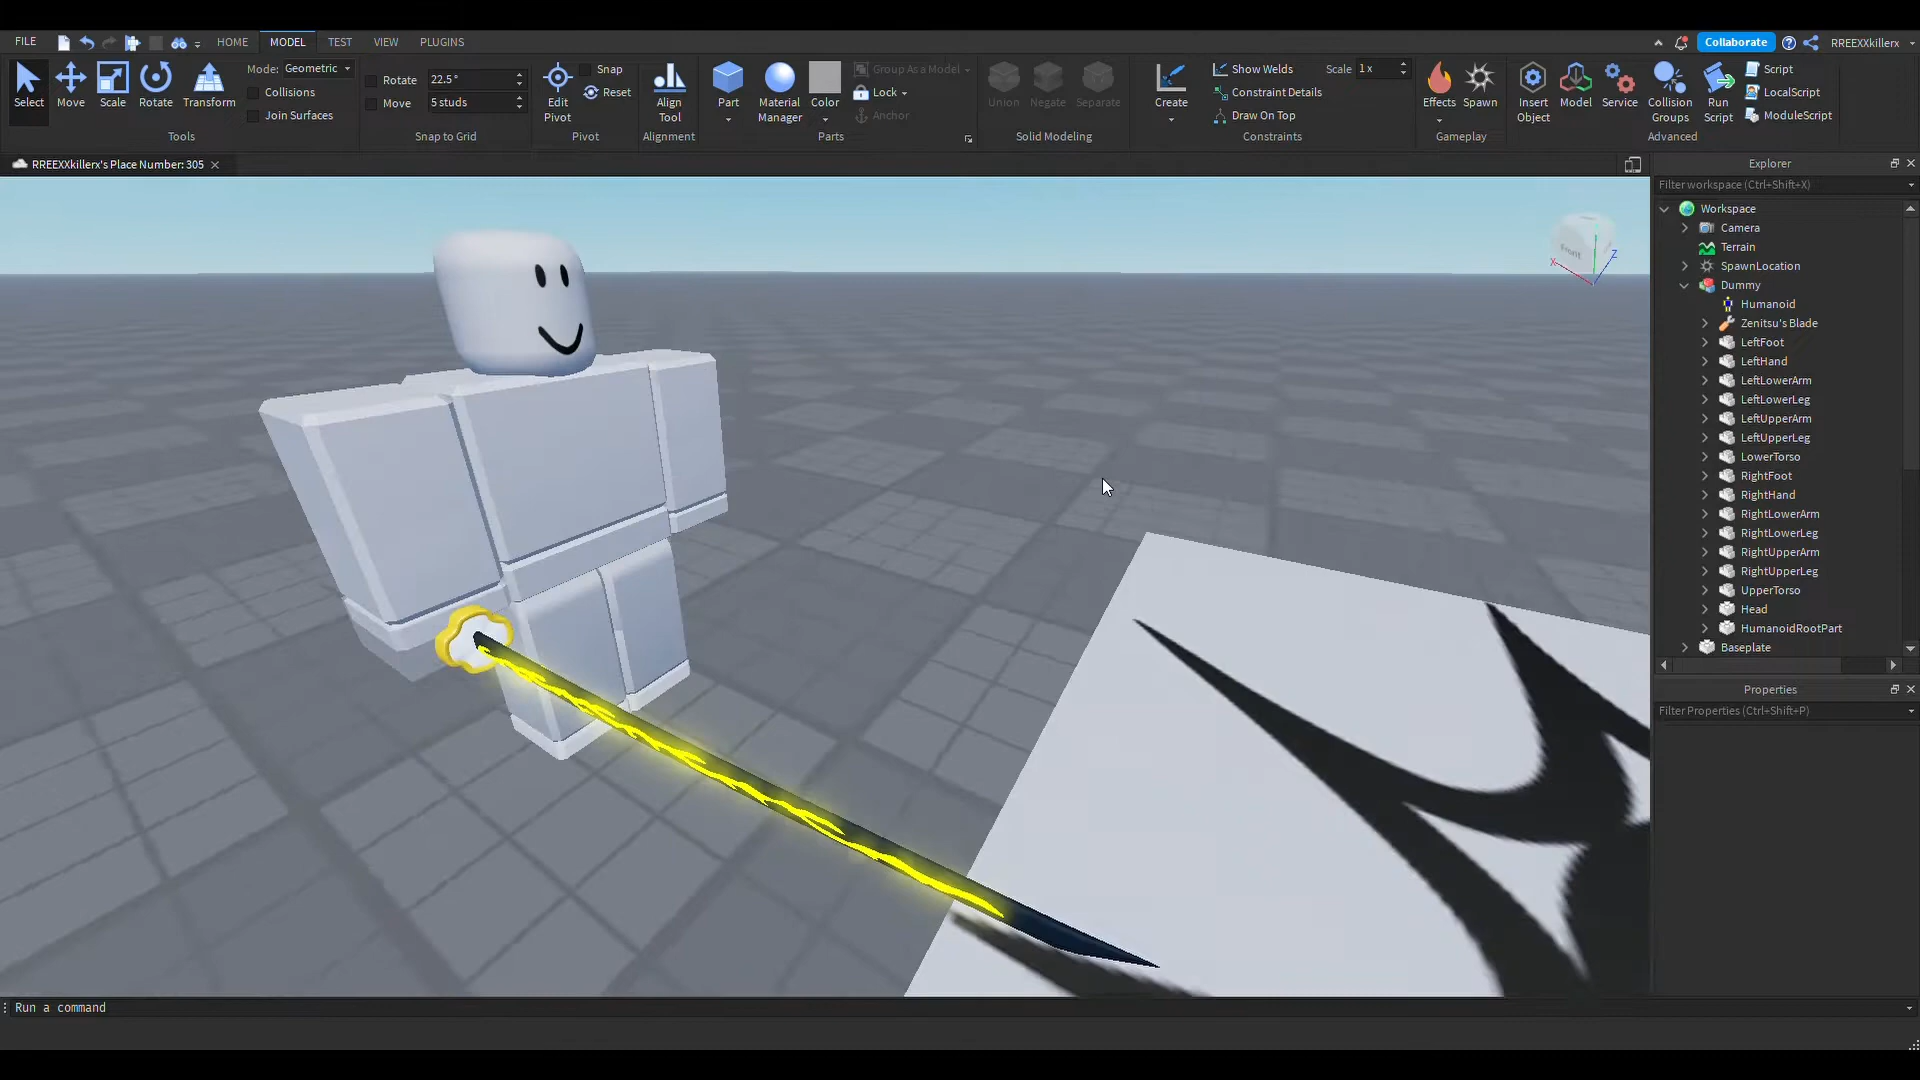 FILE
HOME
MODEL
TEST
VIEW
PLUGINS
Collaborate
RREEXXkillerx
Select
Move
Scale
Rotate
Transform
Mode: Geometric
Collisions
Join Surfaces
Tools
Rotate 22.5 °
Move 5 studs
Snap to Grid
Edit
Pivot
Snap
Reset
Pivot
Align
Tool
Alignment
Part
Material
Manager
Color
Group As a Model
Lock
Anchor
Parts
Union
Negate
Separate
Solid Modeling
Create
Show Welds
Scale 1 x
Constraint Details
Draw On Top
Constraints
Effects
Spawn
Gameplay
Insert
Object
Model
Service
Collision
Groups
Run
Script
Script
LocalScript
ModuleScript
Advanced
RREEXXkillerx's Place Number: 305
Front
X
Z
Explorer
Filter workspace (Ctrl+Shift+X)
Workspace
Camera
Terrain
SpawnLocation
Dummy
Humanoid
Zenitsu's Blade
LeftFoot
LeftHand
LeftLowerArm
LeftLowerLeg
LeftUpperArm
LeftUpperLeg
LowerTorso
RightFoot
RightHand
RightLowerArm
RightLowerLeg
RightUpperArm
RightUpperLeg
UpperTorso
Head
HumanoidRootPart
Baseplate
Properties
Filter Properties (Ctrl+Shift+P)
Run a command